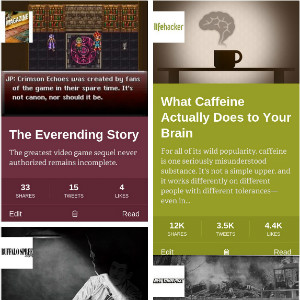 MAGAZINE
JP: Crimson Echoes was created by fans
of the game in their spare time. It's
not canon, nor should it be.
The Everending Story
The greatest video game sequel never
authorized remains incomplete.
33 15 4
SHARES TWEETS LIKES
Edit Read
BUFFALO SPREE
lifehacker
What Caffeine
Actually Does to Your
Brain
For all of its wild popularity, caffeine
is one seriously misunderstood
substance. It's not a simple upper, and
it works differently on different
people with different tolerances—
even in...
12K 3.5K 4.4K
SHARES TWEETS LIKES
Edit Read